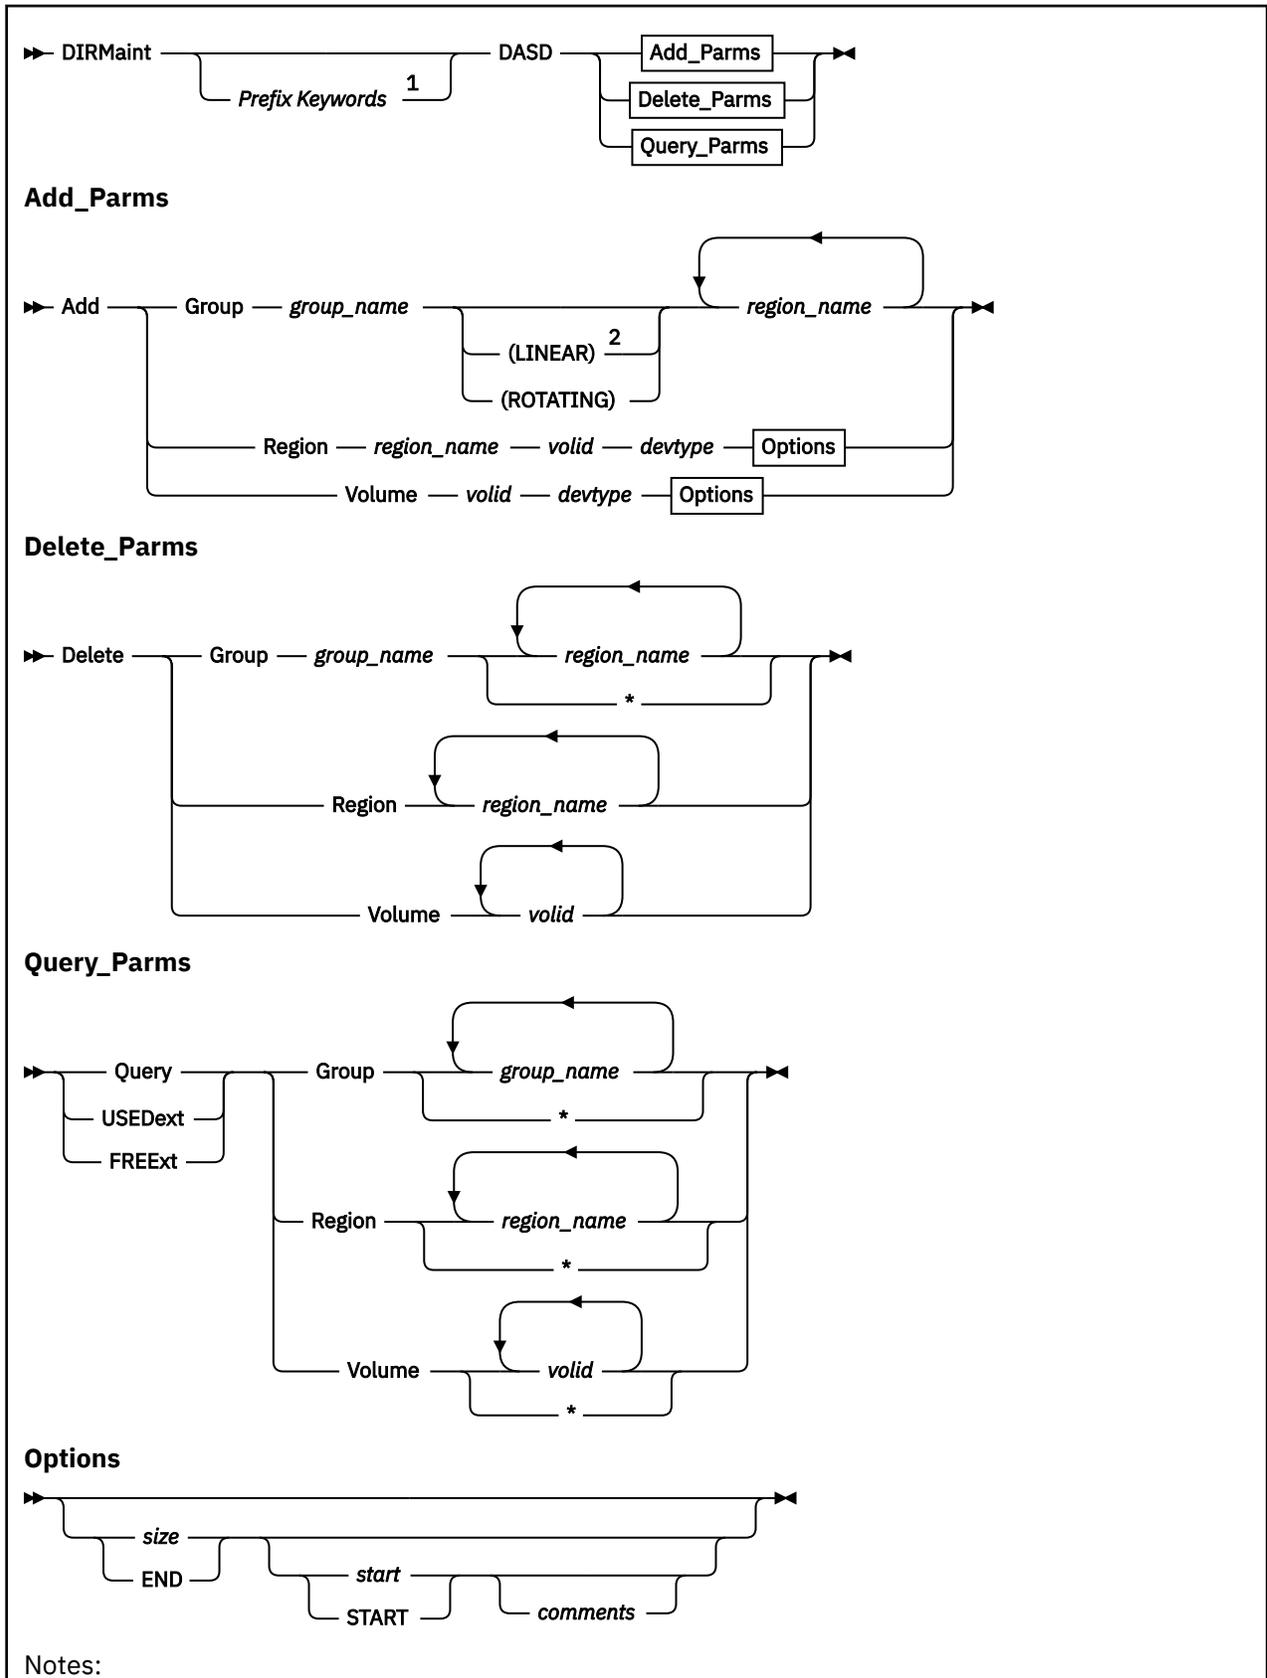 DIRMaint Prefix Keywords 1 DASD Add_Parms
Delete_Parms
Query_Parms
Add_Parms
Add Group group_name region_name
(LINEAR) 2
(ROTATING)
Region region_name volid devtype Options
Volume volid devtype Options
Delete_Parms
Delete Group group_name region_name
*
Region region_name
Volume volid
Query_Parms
Query Group group_name
USEDext *
FREExt
Region region_name
*
Volume volid
*
Options
size
END start
START comments
Notes: